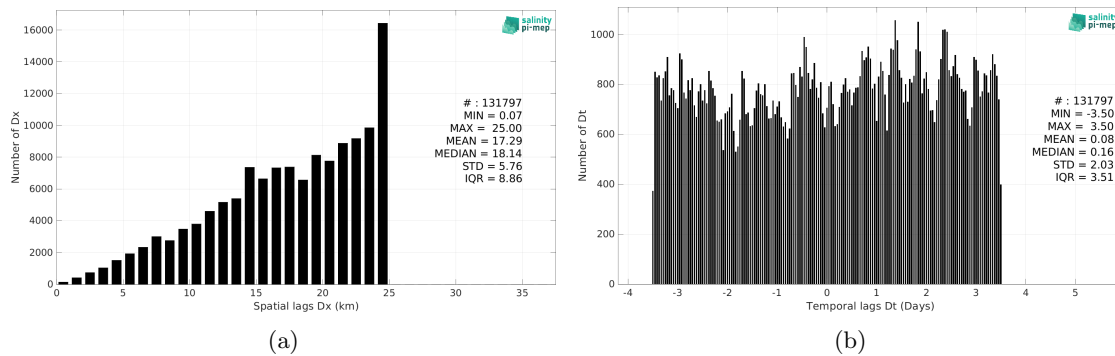 salinity
pi-mep
16000
14000
12000
10000
8000
6000
4000
2000
0
Number of Dx
# : 131797
MIN = 0.07
MAX = 25.00
MEAN = 17.29
MEDIAN = 18.14
STD = 5.76
IQR = 8.86
0 5 10 15 20 25 30 35
Spatial lags Dx (km)
(a)
salinity
pi-mep
1000
800
600
400
200
0
Number of Dt
# : 131797
MIN = -3.50
MAX = 3.50
MEAN = 0.08
MEDIAN = 0.16
STD = 2.03
IQR = 3.51
-4 -3 -2 -1 0 1 2 3 4 5
Temporal lags Dt (Days)
(b)